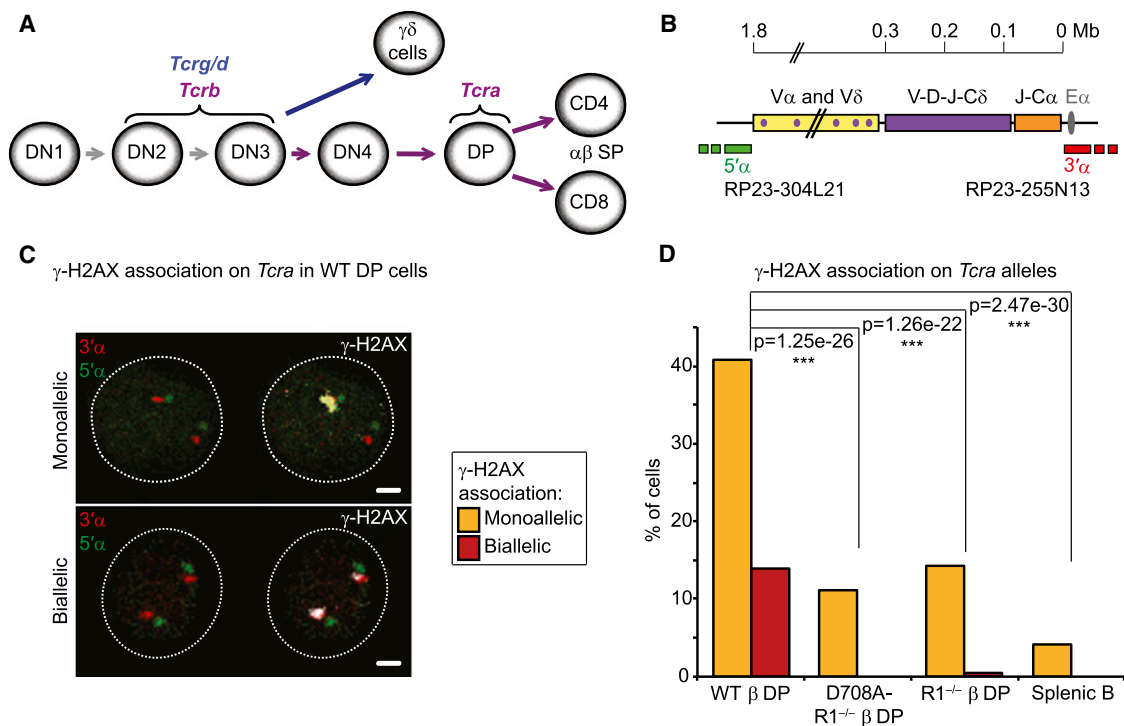 A
γδ
cells
Tcrg/d
Tcrb
Tcra
DN1
DN2
DN3
DN4
DP
CD4
αβ SP
CD8
B
1.8
0.3
0.2
0.1
0 Mb
Vα and Vδ
V-D-J-Cδ
J-Cα
Eα
5′α
3′α
RP23-304L21
RP23-255N13
C
γ-H2AX association on Tcra in WT DP cells
Monoallelic
3′α
5′α
γ-H2AX
Biallelic
3′α
5′α
γ-H2AX
γ-H2AX
association:
Monoallelic
Biallelic
D
γ-H2AX association on Tcra alleles
p=2.47e-30
***
p=1.26e-22
***
p=1.25e-26
***
% of cells
40
30
20
10
0
WT β DP
D708A-
R1−/− β DP
R1−/− β DP
Splenic B